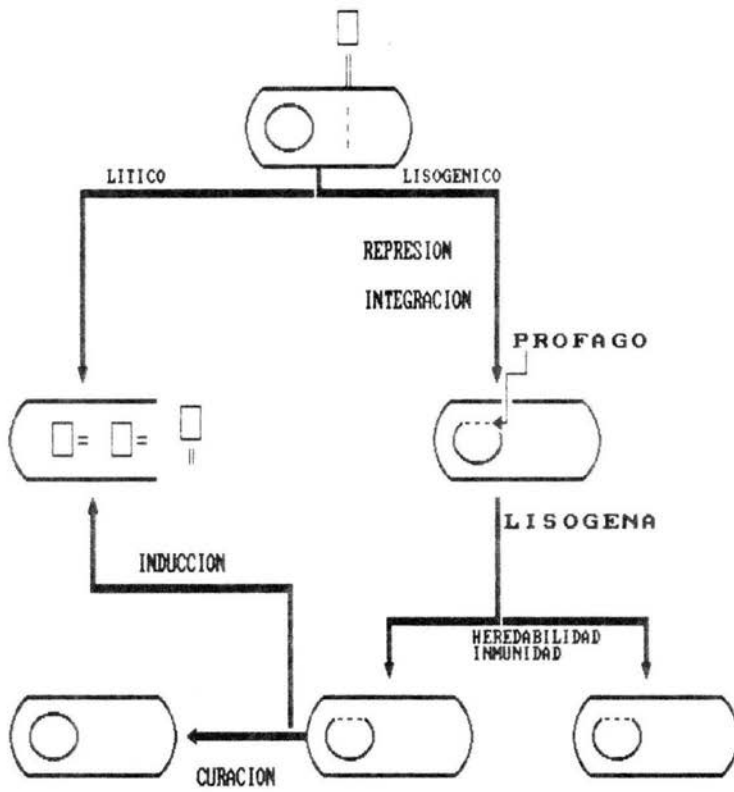 LITICO
LISOGENICO
REPRESION
INTEGRACION
PROFAGO
LISOGENA
INDUCCION
HEREDABILIDAD
INMUNIDAD
CURACION